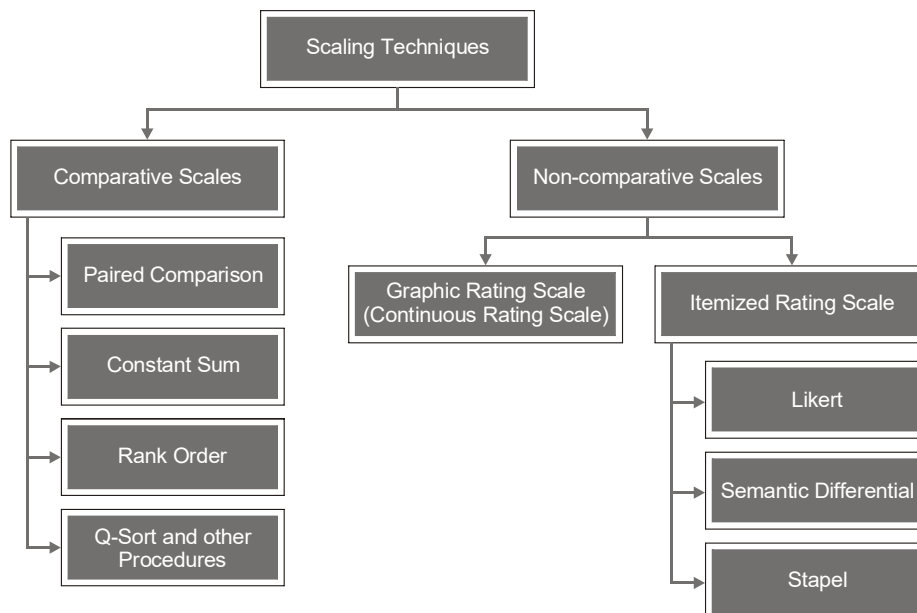 Scaling Techniques
Comparative Scales
Non-comparative Scales
Paired Comparison
Constant Sum
Rank Order
Q-Sort and other
Procedures
Graphic Rating Scale
(Continuous Rating Scale)
Itemized Rating Scale
Likert
Semantic Differential
Stapel